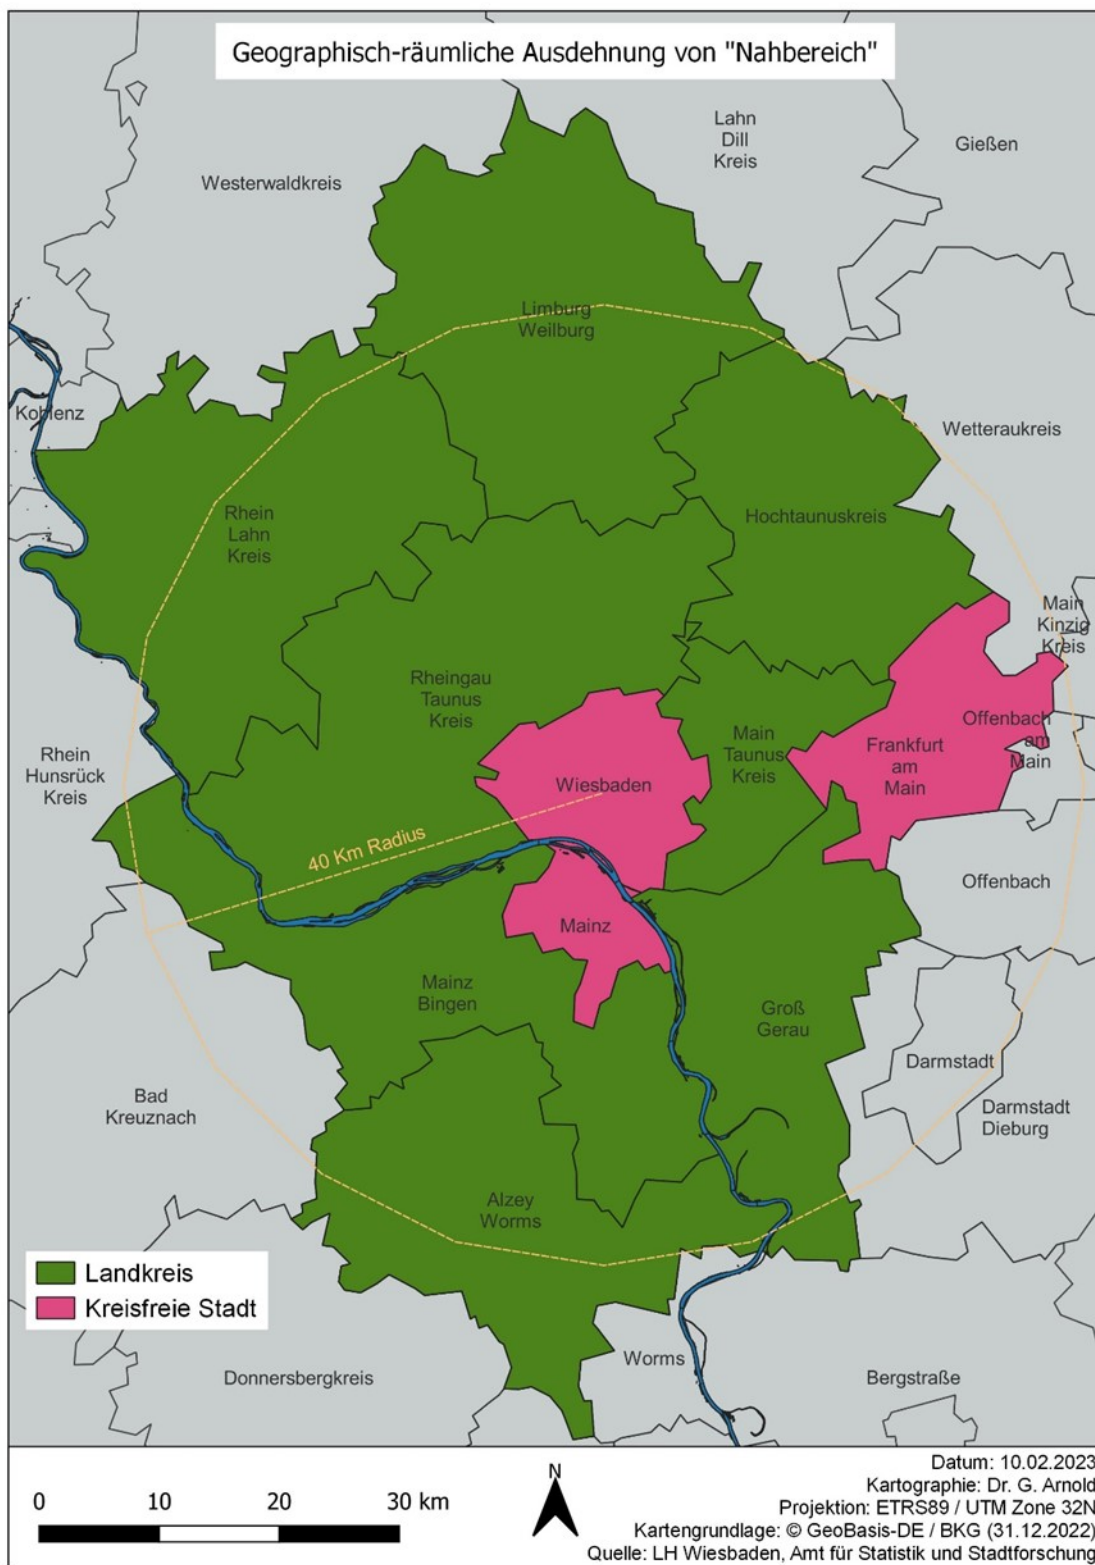 Geographisch-räumliche Ausdehnung von "Nahbereich"
Lahn
Dill
Kreis
Gießen
Westerwaldkreis
Limburg
Weilburg
Koblenz
Wetteraukreis
Rhein
Lahn
Kreis
Hochtaunuskreis
Main
Kinzig
Kreis
Rheingau
Taunus
Kreis
Rhein
Hunsrück
Kreis
Wiesbaden
Main
Taunus
Kreis
Frankfurt
am
Main
Offenbach
am
Main
40 Km Radius
Offenbach
Mainz
Mainz
Bingen
Groß
Gerau
Darmstadt
Bad
Kreuznach
Darmstadt
Dieburg
Alzey
Worms
Landkreis
Kreisfreie Stadt
Worms
Donnersbergkreis
Bergstraße
0 10 20 30 km
N
Datum: 10.02.2023
Kartographie: Dr. G. Arnold
Projektion: ETRS89 / UTM Zone 32N
Kartengrundlage: © GeoBasis-DE / BKG (31.12.2022)
Quelle: LH Wiesbaden, Amt für Statistik und Stadtforschung